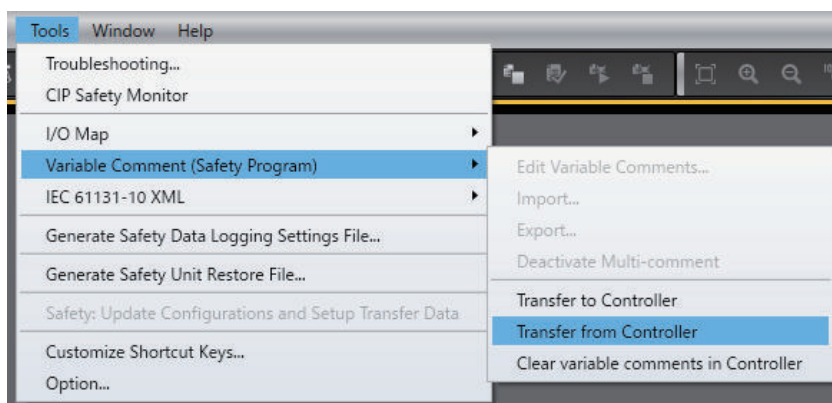 Tools Window Help
Troubleshooting...
CIP Safety Monitor
I/O Map
Variable Comment (Safety Program)
IEC 61131-10 XML
Generate Safety Data Logging Settings File...
Generate Safety Unit Restore File...
Safety: Update Configurations and Setup Transfer Data
Customize Shortcut Keys...
Option...
Edit Variable Comments...
Import...
Export...
Deactivate Multi-comment
Transfer to Controller
Transfer from Controller
Clear variable comments in Controller